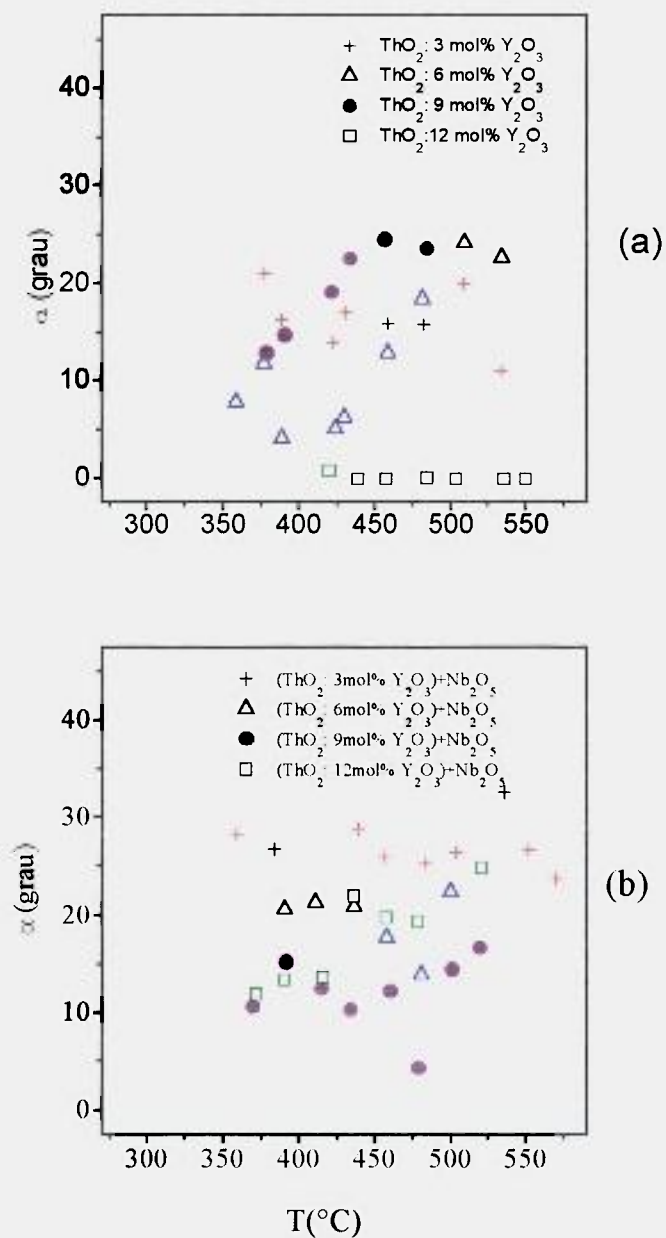 ThO₂: 3 mol% Y₂O₃
ThO₂: 6 mol% Y₂O₃
ThO₂: 9 mol% Y₂O₃
ThO₂:12 mol% Y₂O₃
40
30
20
10
0
α (grau)
(a)
300 350 400 450 500 550
(ThO₂: 3mol% Y₂O₃)+Nb₂O₅
(ThO₂: 6mol% Y₂O₃)+Nb₂O₅
(ThO₂: 9mol% Y₂O₃)+Nb₂O₅
(ThO₂: 12mol% Y₂O₃)+Nb₂O₅
40
30
20
10
0
α (grau)
(b)
300 350 400 450 500 550
T(°C)